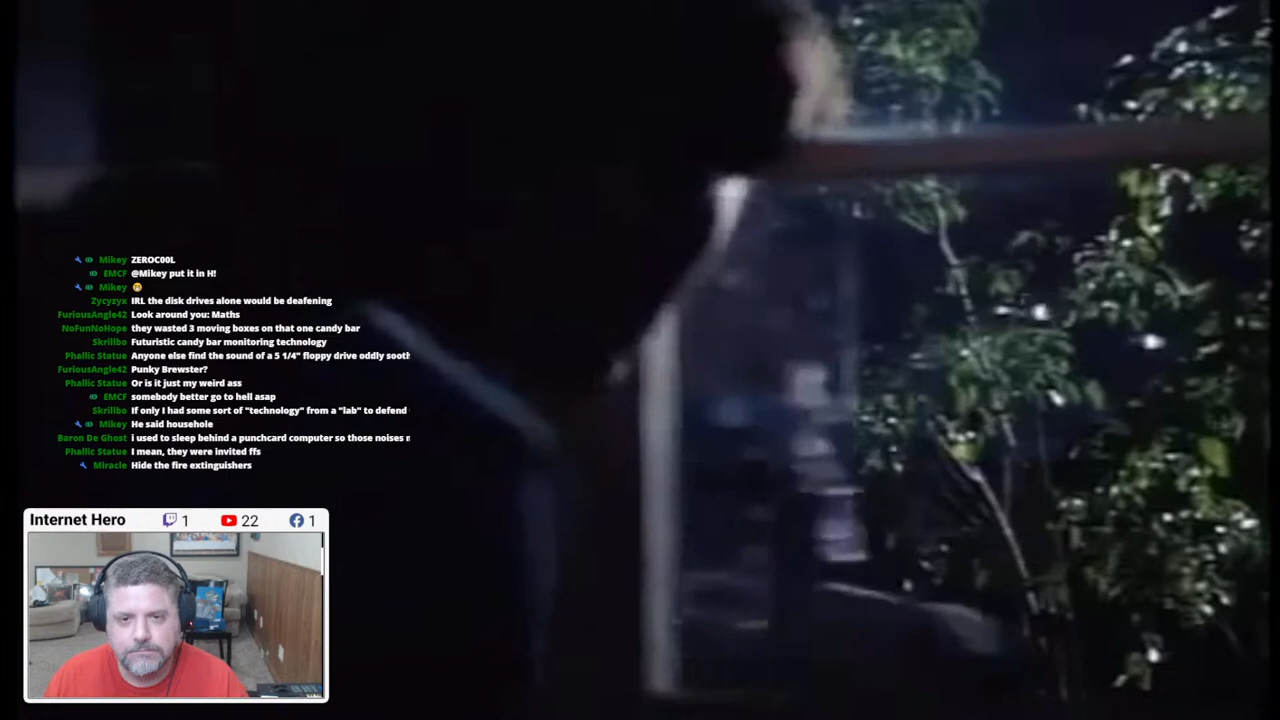 Mikey ZEROC00L
EMCF @Mikey put it in H!
Mikey
Zycyzyx IRL the disk drives alone would be deafening
FuriousAngle42 Look around you: Maths
NoFunNoHope they wasted 3 moving boxes on that one candy bar
Skrillbo Futuristic candy bar monitoring technology
Phallic Statue Anyone else find the sound of a 5 1/4" floppy drive oddly sooth
FuriousAngle42 Punky Brewster?
Phallic Statue Or is it just my weird ass
EMCF somebody better go to hell asap
Skrillbo If only I had some sort of "technology" from a "lab" to defend
Mikey He said househole
Baron De Ghost i used to sleep behind a punchcard computer so those noises
Phallic Statue I mean, they were invited ffs
Miracle Hide the fire extinguishers
Internet Hero 1 22 1